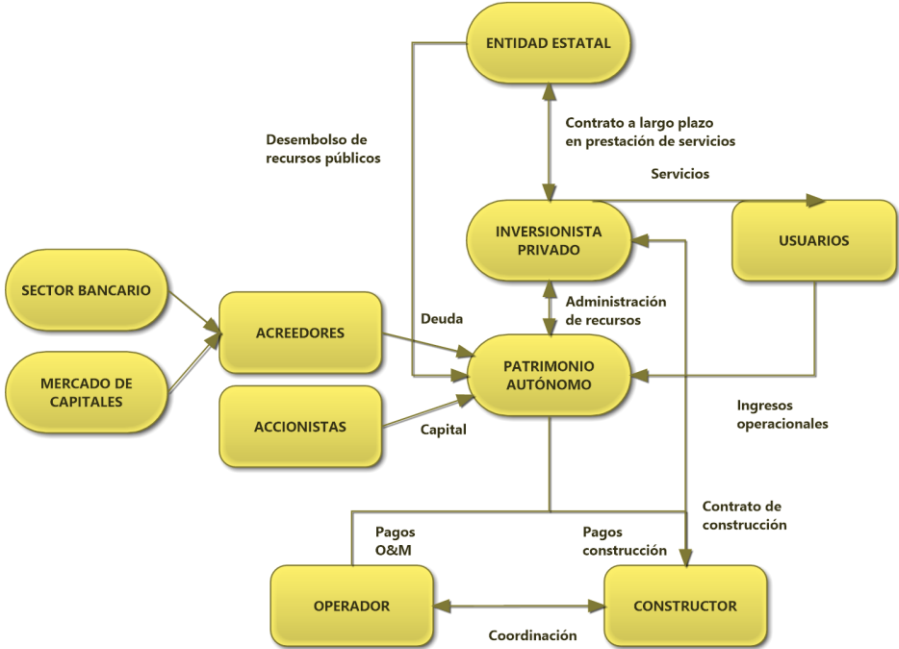 ENTIDAD ESTATAL
Desembolso de
recursos públicos
Contrato a largo plazo
en prestación de servicios
Servicios
INVERSIONISTA
PRIVADO
USUARIOS
SECTOR BANCARIO
ACREEDORES
Deuda
Administración
de recursos
MERCADO DE
CAPITALES
PATRIMONIO
AUTÓNOMO
ACCIONISTAS
Capital
Ingresos
operacionales
Pagos
O&M
Pagos
construcción
Contrato de
construcción
OPERADOR
CONSTRUCTOR
Coordinación